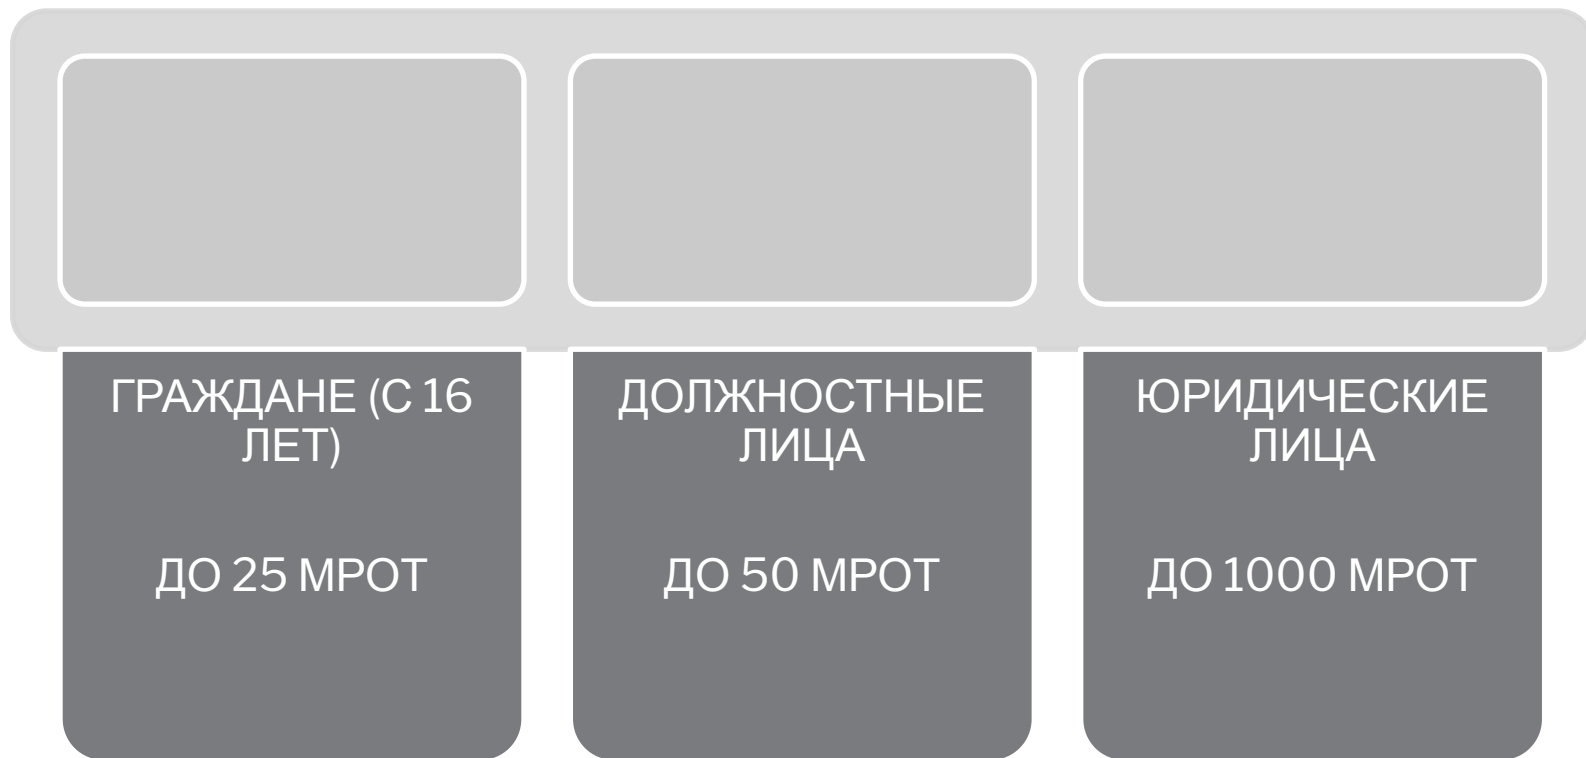 ГРАЖДАНЕ (С 16
ЛЕТ)
ДО 25 МРОТ
ДОЛЖНОСТНЫЕ
ЛИЦА
ДО 50 МРОТ
ЮРИДИЧЕСКИЕ
ЛИЦА
ДО 1000 МРОТ